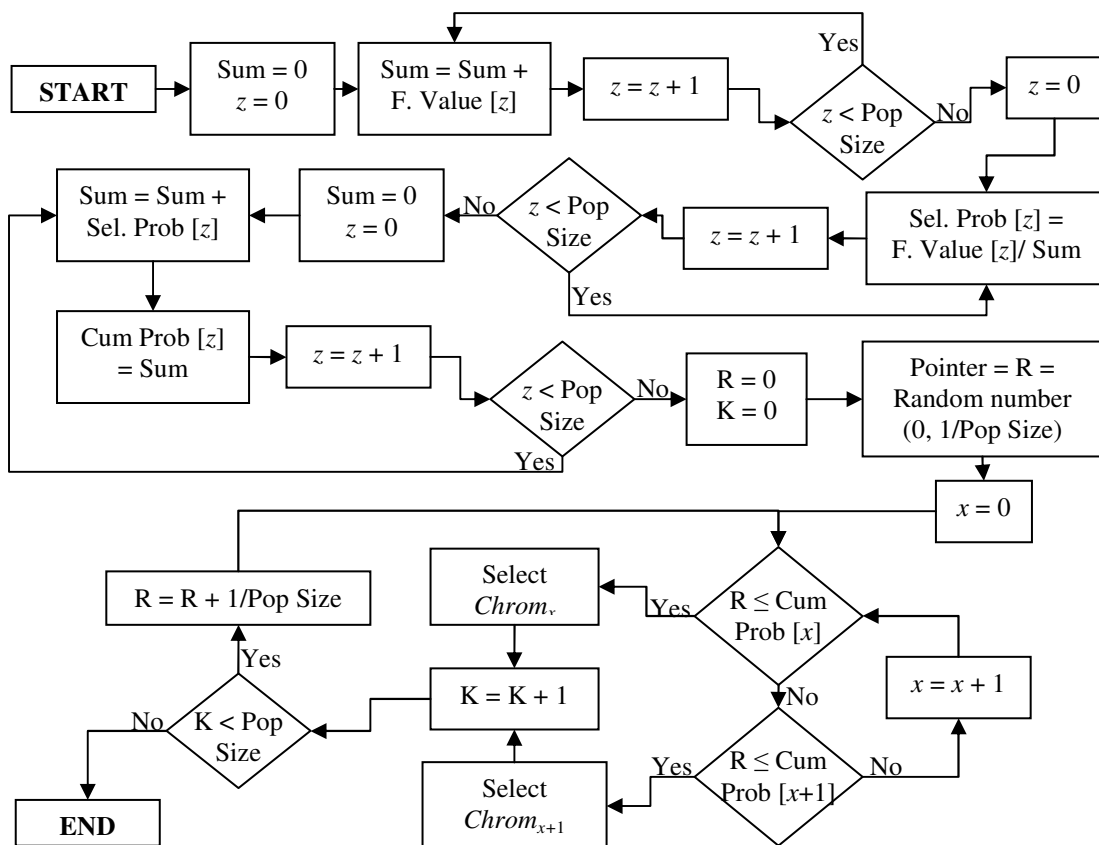 START
Sum = 0
z = 0
Sum = Sum +
F. Value [z]
z = z + 1
Yes
z < Pop
Size
No
z = 0
Sum = Sum +
Sel. Prob [z]
Sum = 0
z = 0
No
z < Pop
Size
Yes
z = z + 1
Sel. Prob [z] =
F. Value [z]/ Sum
Cum Prob [z]
= Sum
z = z + 1
z < Pop
Size
Yes
No
R = 0
K = 0
Pointer = R =
Random number
(0, 1/Pop Size)
x = 0
R = R + 1/Pop Size
Select
Chromₓ
Yes
R ≤ Cum
Prob [x]
No
x = x + 1
Yes
K < Pop
Size
No
K = K + 1
R ≤ Cum
Prob [x+1]
Yes
No
Select
Chromₓ₊₁
END